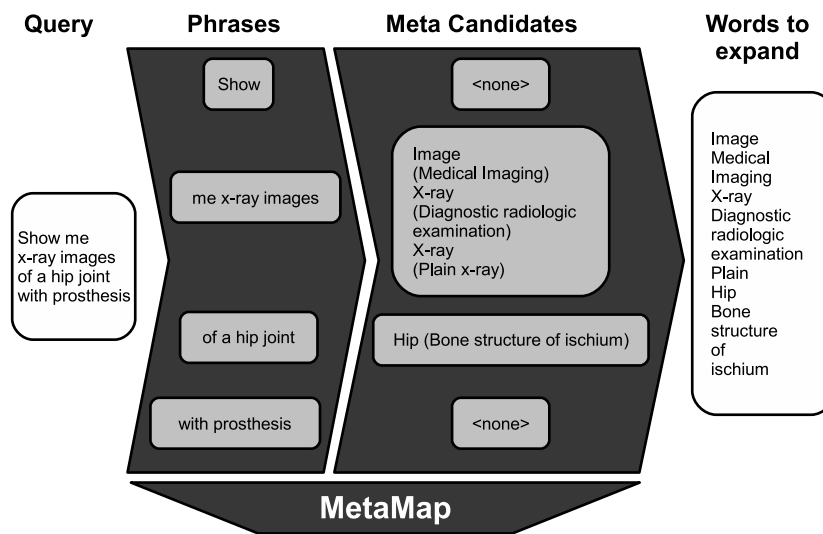 Query
Phrases
Meta Candidates
Words to
expand
Show me
x-ray images
of a hip joint
with prosthesis
Show
me x-ray images
of a hip joint
with prosthesis
<none>
Image
(Medical Imaging)
X-ray
(Diagnostic radiologic
examination)
X-ray
(Plain x-ray)
Hip (Bone structure of ischium)
<none>
Image
Medical
Imaging
X-ray
Diagnostic
radiologic
examination
Plain
Hip
Bone
structure
of
ischium
MetaMap